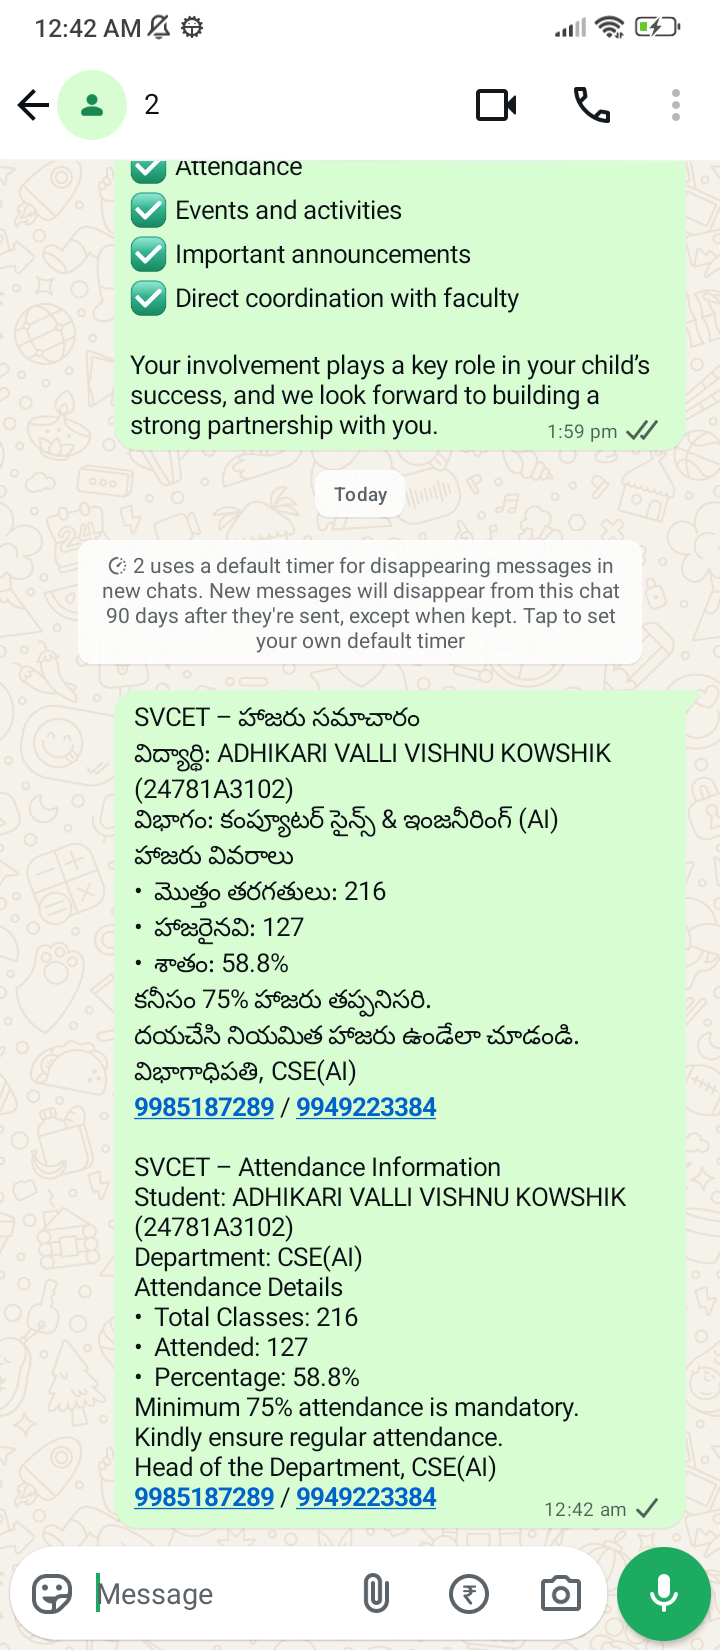 12:42 AM
2
Attendance
Events and activities
Important announcements
Direct coordination with faculty
Your involvement plays a key role in your child's
success, and we look forward to building a
strong partnership with you.
1:59 pm
Today
2 uses a default timer for disappearing messages in
new chats. New messages will disappear from this chat
90 days after they're sent, except when kept. Tap to set
your own default timer
SVCET – హాజరు సమాచారం
విద్యార్థి: ADHIKARI VALLI VISHNU KOWSHIK
(24781A3102)
విభాగం: కంప్యూటర్ సైన్స్ & ఇంజనీరింగ్ (AI)
హాజరు వివరాలు
• మొత్తం తరగతులు: 216
• హాజరైనవి: 127
• శాతం: 58.8%
కనీసం 75% హాజరు తప్పనిసరి.
దయచేసి నియమిత హాజరు ఉండేలా చూడండి.
విభాగాధిపతి, CSE(AI)
9985187289 / 9949223384
SVCET – Attendance Information
Student: ADHIKARI VALLI VISHNU KOWSHIK
(24781A3102)
Department: CSE(AI)
Attendance Details
• Total Classes: 216
• Attended: 127
• Percentage: 58.8%
Minimum 75% attendance is mandatory.
Kindly ensure regular attendance.
Head of the Department, CSE(AI)
9985187289 / 9949223384
12:42 am
Message